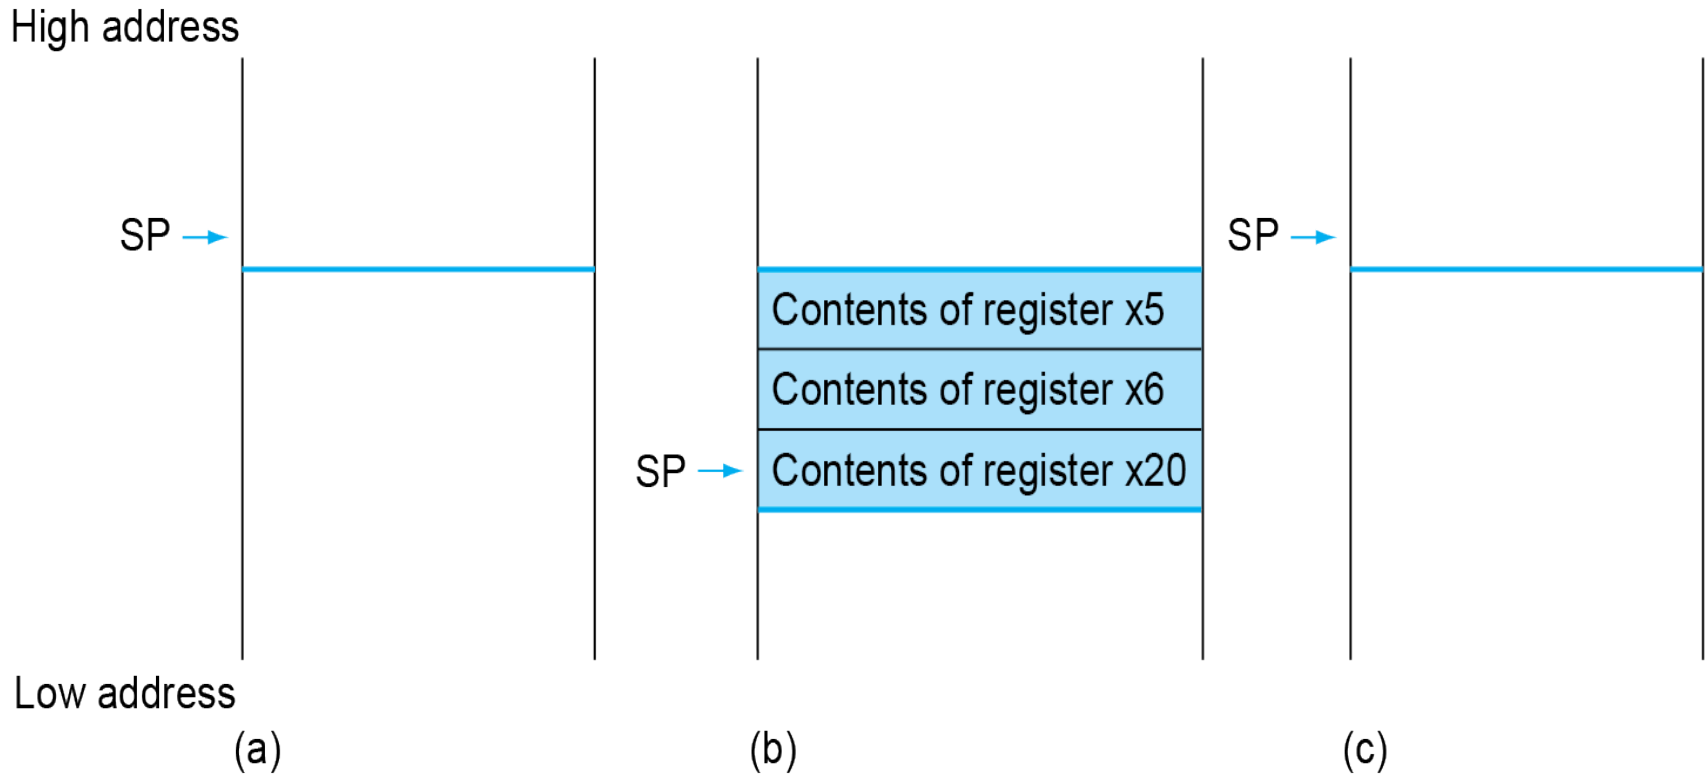 High address
SP
SP
Contents of register x5
Contents of register x6
SP
Contents of register x20
Low address
(a)
(b)
(c)